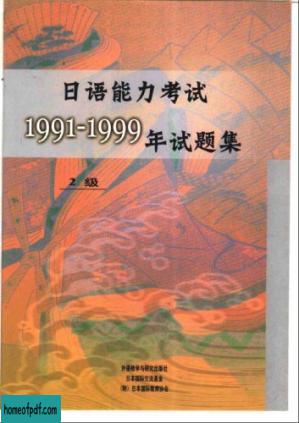 日语能力考试
1991-1999年试题集
2 级
外语教学与研究出版社
日本国际交流基金
(财)日本国际教育协会
homeofpdf.com